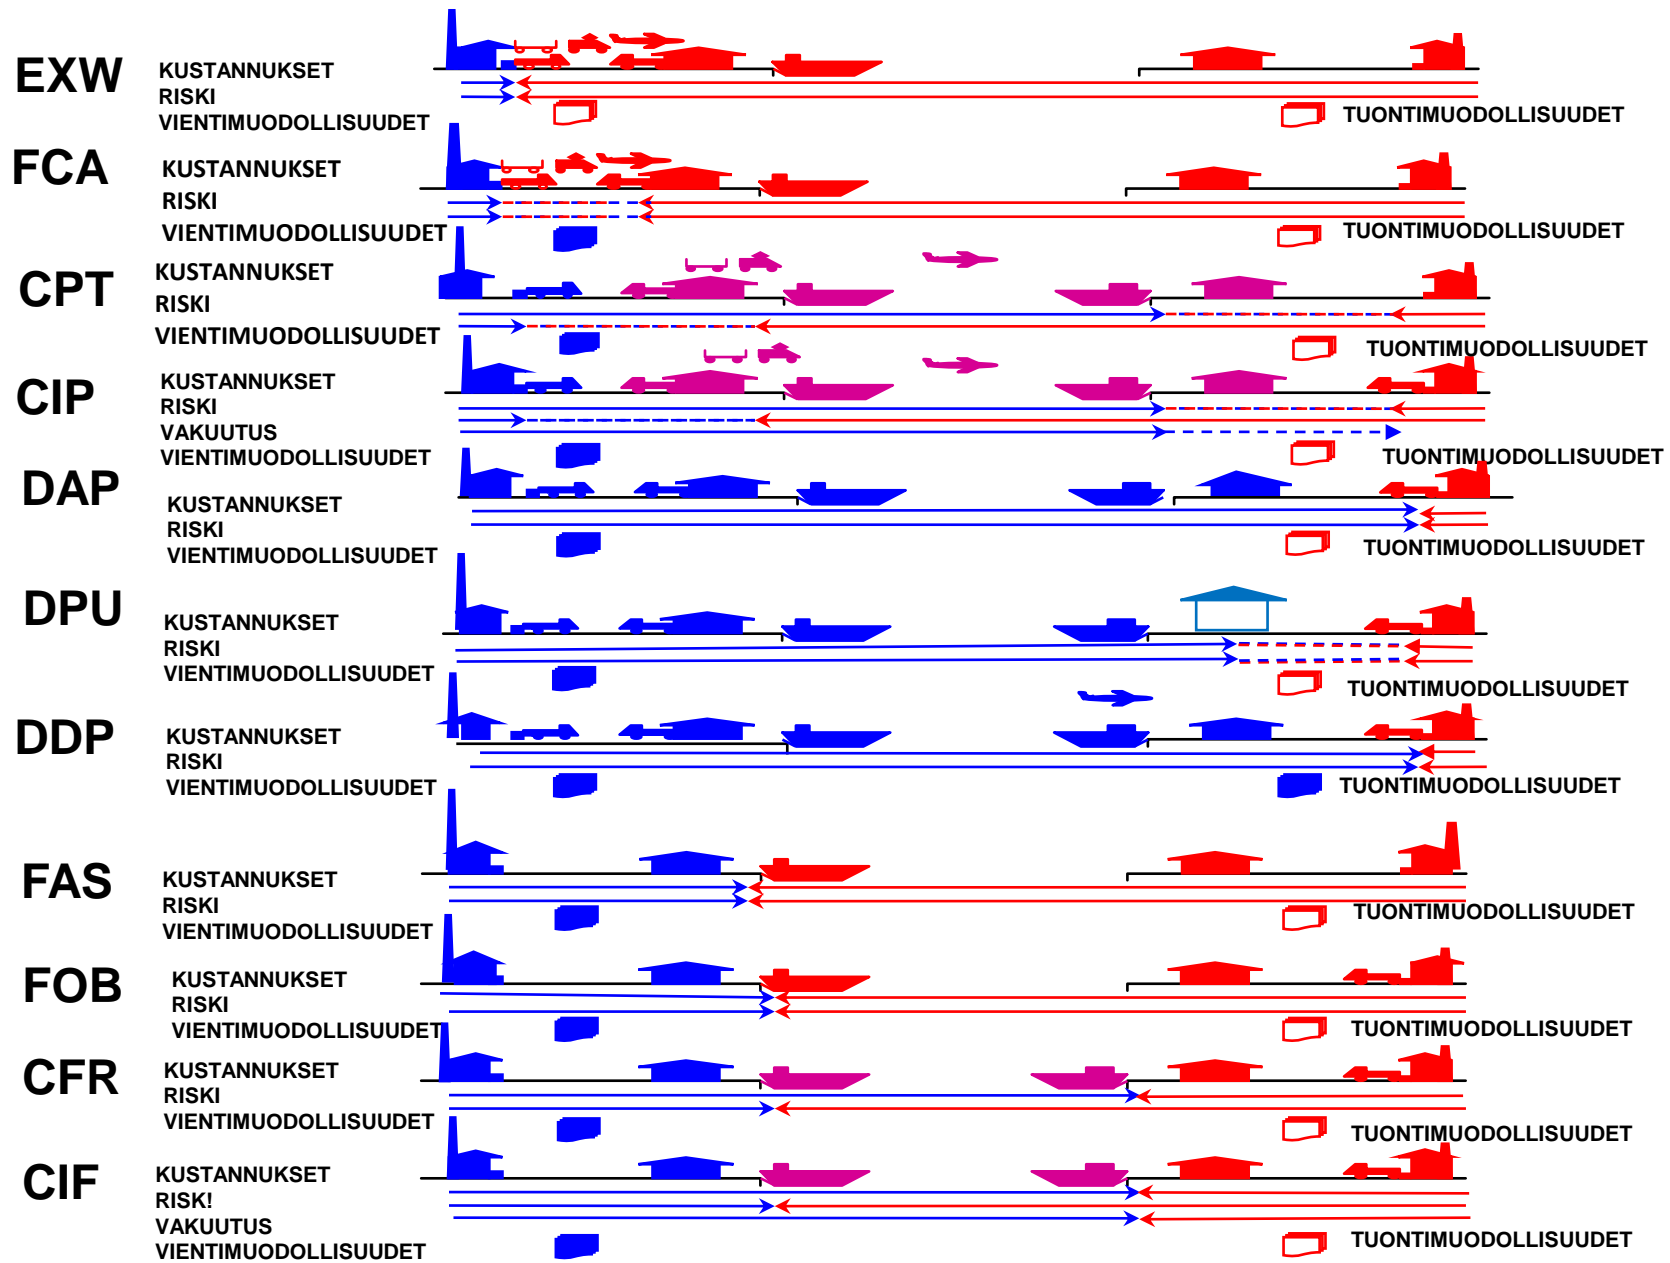 EXW
KUSTANNUKSET
RISKI
VIENTIMUODOLLISUUDET
TUONTIMUODOLLISUUDET
FCA
KUSTANNUKSET
RISKI
VIENTIMUODOLLISUUDET
TUONTIMUODOLLISUUDET
CPT
KUSTANNUKSET
RISKI
VIENTIMUODOLLISUUDET
TUONTIMUODOLLISUUDET
CIP
KUSTANNUKSET
RISKI
VAKUUTUS
VIENTIMUODOLLISUUDET
TUONTIMUODOLLISUUDET
DAP
KUSTANNUKSET
RISKI
VIENTIMUODOLLISUUDET
TUONTIMUODOLLISUUDET
DPU
KUSTANNUKSET
RISKI
VIENTIMUODOLLISUUDET
TUONTIMUODOLLISUUDET
DDP
KUSTANNUKSET
RISKI
VIENTIMUODOLLISUUDET
TUONTIMUODOLLISUUDET
FAS
KUSTANNUKSET
RISKI
VIENTIMUODOLLISUUDET
TUONTIMUODOLLISUUDET
FOB
KUSTANNUKSET
RISKI
VIENTIMUODOLLISUUDET
TUONTIMUODOLLISUUDET
CFR
KUSTANNUKSET
RISKI
VIENTIMUODOLLISUUDET
TUONTIMUODOLLISUUDET
CIF
KUSTANNUKSET
RISK!
VAKUUTUS
VIENTIMUODOLLISUUDET
TUONTIMUODOLLISUUDET